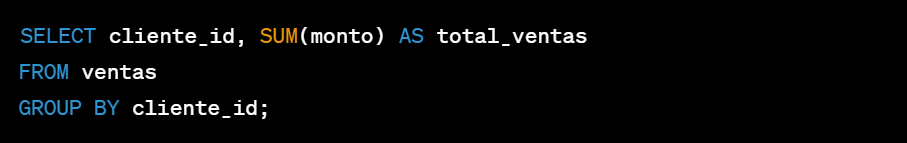 SELECT cliente_id, SUM(monto) AS total_ventas
FROM ventas
GROUP BY cliente_id;